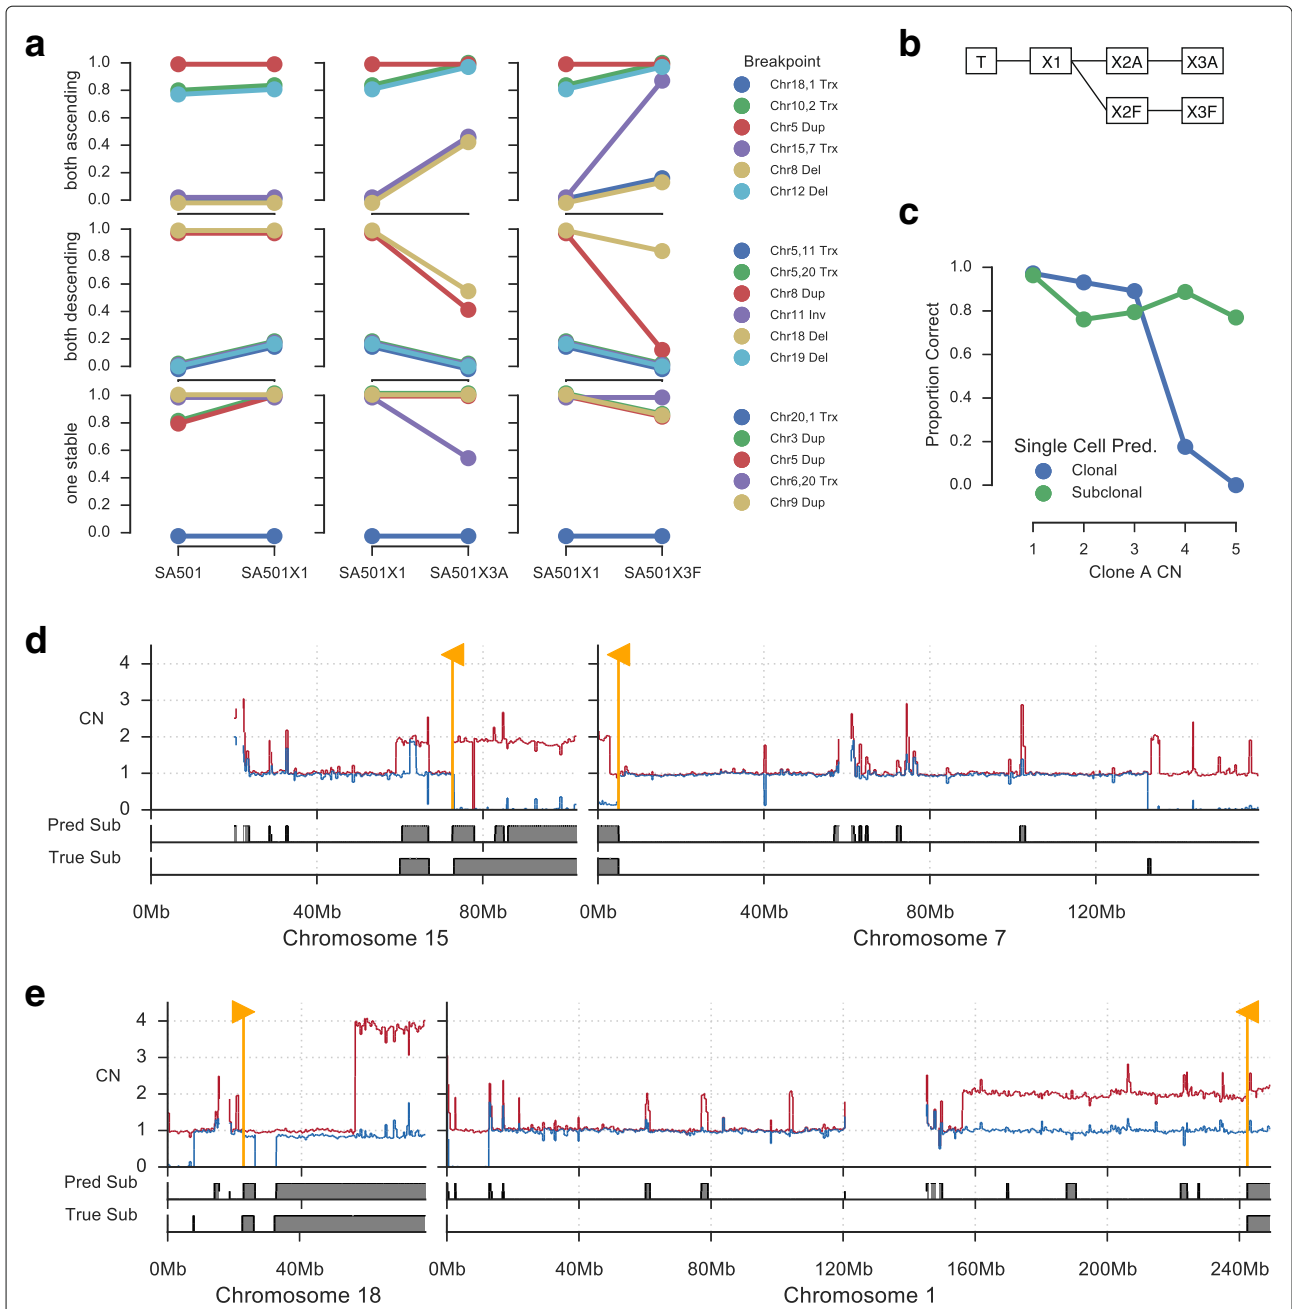 a
both ascending
1.0
0.8
0.6
0.4
0.2
0.0
Breakpoint
Chr18,1 Trx
Chr10,2 Trx
Chr5 Dup
Chr15,7 Trx
Chr8 Del
Chr12 Del
both descending
1.0
0.8
0.6
0.4
0.2
0.0
Chr5,11 Trx
Chr5,20 Trx
Chr8 Dup
Chr11 Inv
Chr18 Del
Chr19 Del
one stable
1.0
0.8
0.6
0.4
0.2
0.0
Chr20,1 Trx
Chr3 Dup
Chr5 Dup
Chr6,20 Trx
Chr9 Dup
SA501 SA501X1 SA501X1 SA501X3A SA501X1 SA501X3F
b
T X1 X2A X3A
X2F X3F
c
Proportion Correct
1.0
0.8
0.6
0.4
0.2
0.0
Single Cell Pred.
Clonal
Subclonal
1 2 3 4 5
Clone A CN
d
4
3
CN
2
1
0
Pred Sub
True Sub
0Mb 40Mb 80Mb 0Mb 40Mb 80Mb 120Mb
Chromosome 15 Chromosome 7
e
4
3
CN
2
1
0
Pred Sub
True Sub
0Mb 40Mb 0Mb 40Mb 80Mb 120Mb 160Mb 200Mb 240Mb
Chromosome 18 Chromosome 1